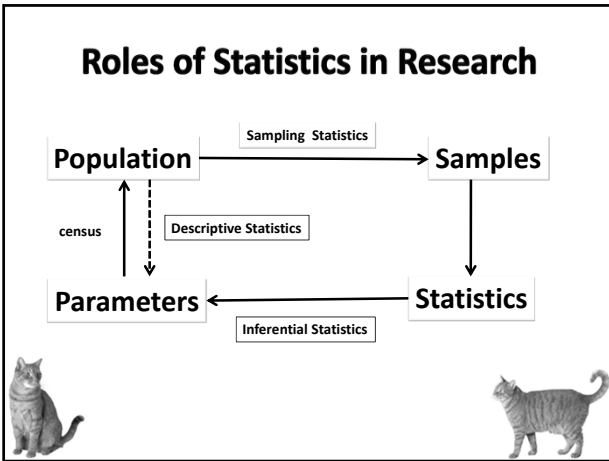 Roles of Statistics in Research
Sampling Statistics
Population
Samples
census
Descriptive Statistics
Parameters
Statistics
Inferential Statistics